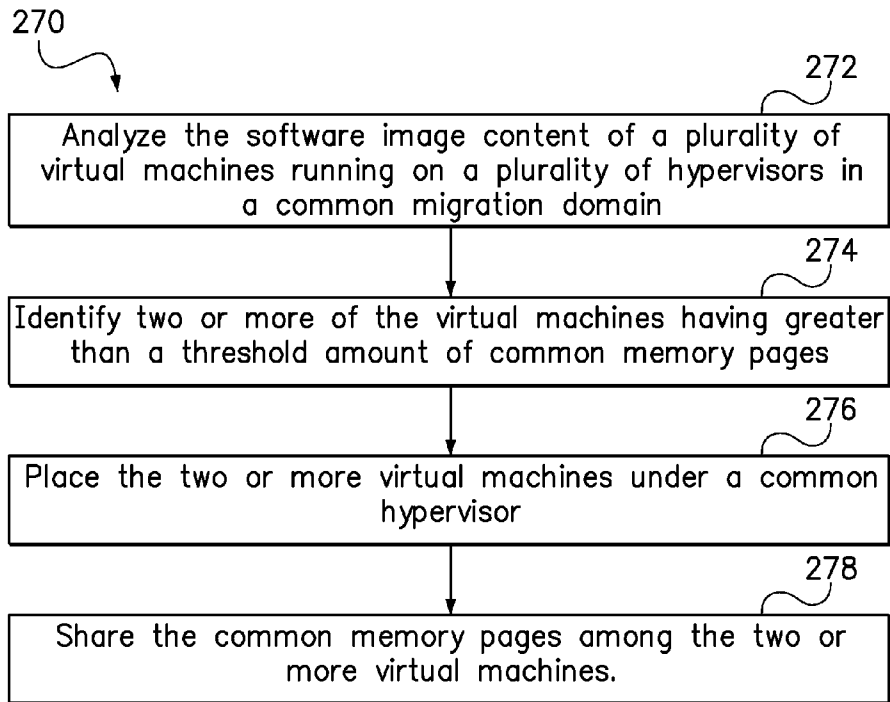 270
272
Analyze the software image content of a plurality of
virtual machines running on a plurality of hypervisors in
a common migration domain
274
Identify two or more of the virtual machines having greater
than a threshold amount of common memory pages
276
Place the two or more virtual machines under a common
hypervisor
278
Share the common memory pages among the two or
more virtual machines.